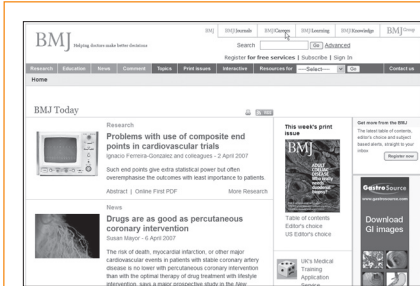 BMJ BMJ Journals BMJ Careers BMJ Learning BMJ Knowledge BMJ Group
BMJ Helping doctors make better decisions
Search Go Advanced
Register for free services | Subscribe | Sign In
Research Education News Comment Topics Print issues Interactive Resources for ---Select--- Go Contact us
Home
BMJ Today
Research
Problems with use of composite end
points in cardiovascular trials
Ignacio Ferreira-Gonzalez and colleagues - 2 April 2007
Such end points give extra statistical power but often
overemphasise the outcomes with least importance to patients
Abstract | Online First PDF More Research
News
Drugs are as good as percutaneous
coronary intervention
Susan Mayor - 6 April 2007
The risk of death, myocardial infarction, or other major
cardiovascular events in patients with stable coronary artery
disease is no lower with percutaneous coronary intervention
than with the optimal therapy of drug treatment with lifestyle
intervention, says a major prospective study in the New
This week's print
issue
BMJ
ADULT
COELIAC
DISEASE
Table of contents
Editor's choice
US Editor's choice
UK's Medical
Training
Application
Service
Get more from the BMJ
The latest table of contents,
editor's choice and subject
based alerts, straight to your
inbox
Register now
GastroSource
www.gastrosource.com
Download
GI images